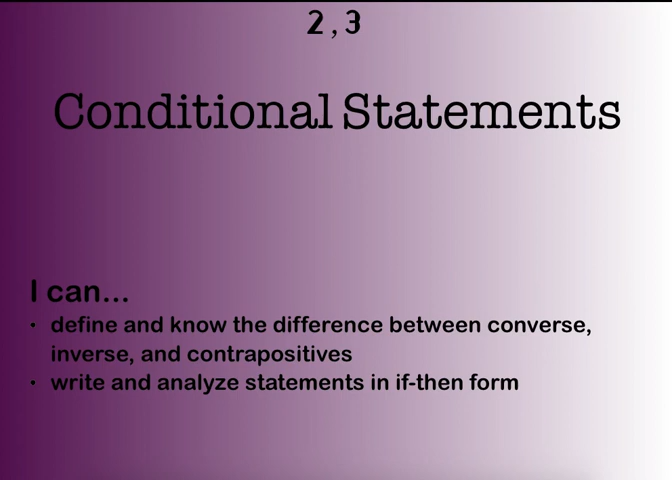 2,3
Conditional Statements
I can...
• define and know the difference between converse,
inverse, and contrapositives
• write and analyze statements in if-then form